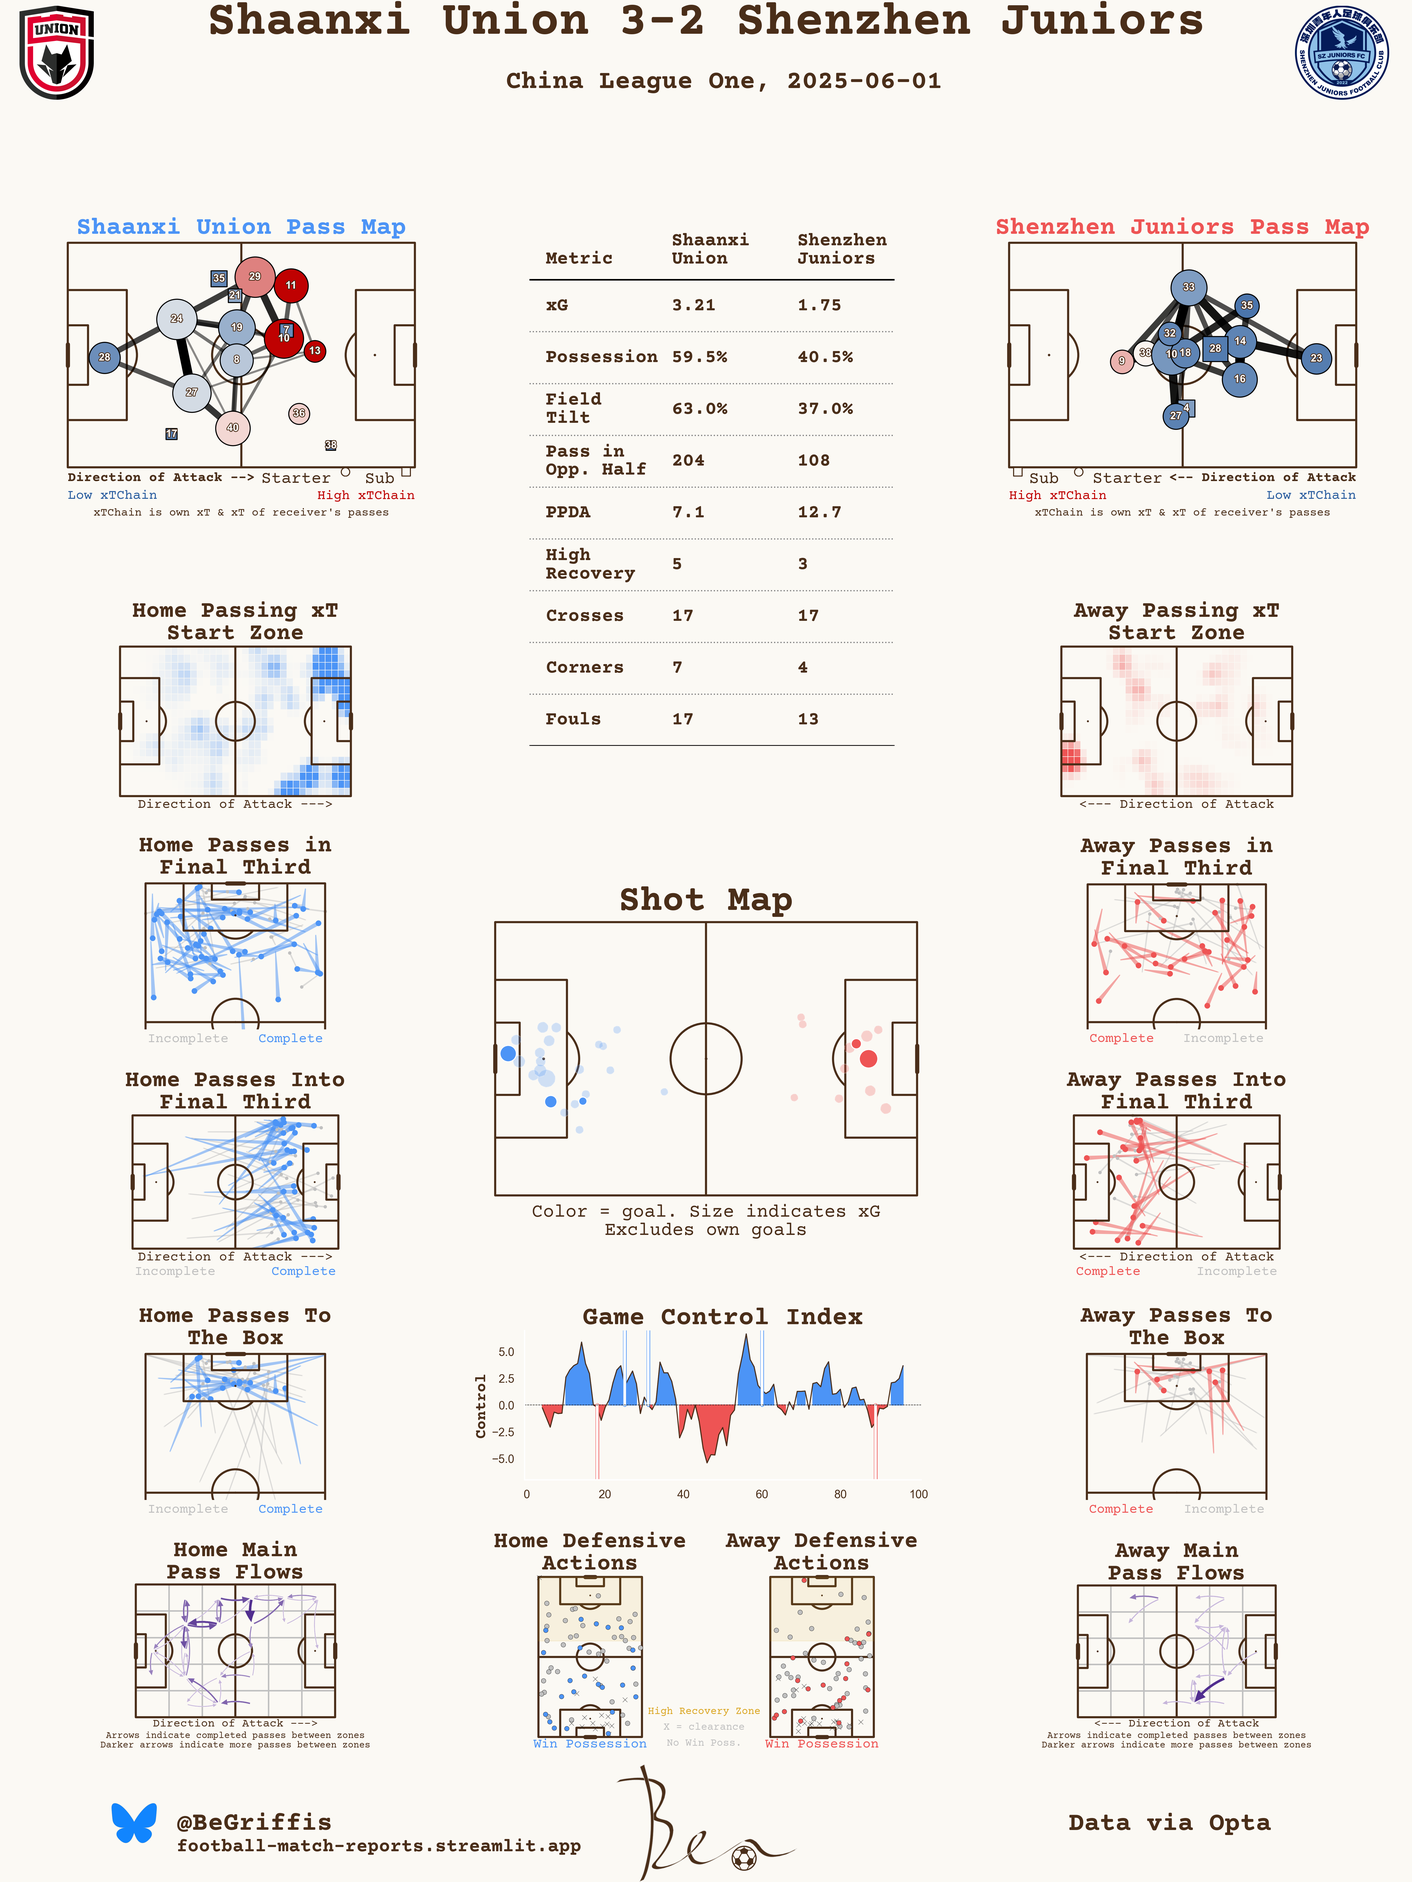 Shaanxi Union 3-2 Shenzhen Juniors
China League One, 2025-06-01
UNION
深圳青年人足球俱乐部
SZ JUNIORS FC
SHENZHEN JUNIORS FOOTBALL CLUB
Shaanxi Union Pass Map
35
29
11
21
24
19
7
10
28
8
13
27
40
36
17
38
Direction of Attack --> Starter Sub
Low xTChain High xTChain
xTChain is own xT & xT of receiver's passes
Metric Shaanxi Union Shenzhen Juniors
xG 3.21 1.75
Possession 59.5% 40.5%
Field Tilt 63.0% 37.0%
Pass in Opp. Half 204 108
PPDA 7.1 12.7
High Recovery 5 3
Crosses 17 17
Corners 7 4
Fouls 17 13
Shenzhen Juniors Pass Map
33
35
32
9
38
10
18
28
14
23
16
4
27
Sub Starter <-- Direction of Attack
High xTChain Low xTChain
xTChain is own xT & xT of receiver's passes
Home Passing xT
Start Zone
Direction of Attack --->
Away Passing xT
Start Zone
<--- Direction of Attack
Home Passes in
Final Third
Incomplete Complete
Away Passes in
Final Third
Complete Incomplete
Shot Map
Color = goal. Size indicates xG
Excludes own goals
Home Passes Into
Final Third
Direction of Attack --->
Incomplete Complete
Away Passes Into
Final Third
<--- Direction of Attack
Complete Incomplete
Home Passes To
The Box
Incomplete Complete
Game Control Index
Control
5.0
2.5
0.0
−2.5
−5.0
0 20 40 60 80 100
Away Passes To
The Box
Complete Incomplete
Home Main
Pass Flows
Direction of Attack --->
Arrows indicate completed passes between zones
Darker arrows indicate more passes between zones
Home Defensive
Actions
Win Possession
Away Defensive
Actions
Win Possession
High Recovery Zone
X = clearance
No Win Poss.
Away Main
Pass Flows
<--- Direction of Attack
Arrows indicate completed passes between zones
Darker arrows indicate more passes between zones
@BeGriffis
football-match-reports.streamlit.app
Ben
Data via Opta